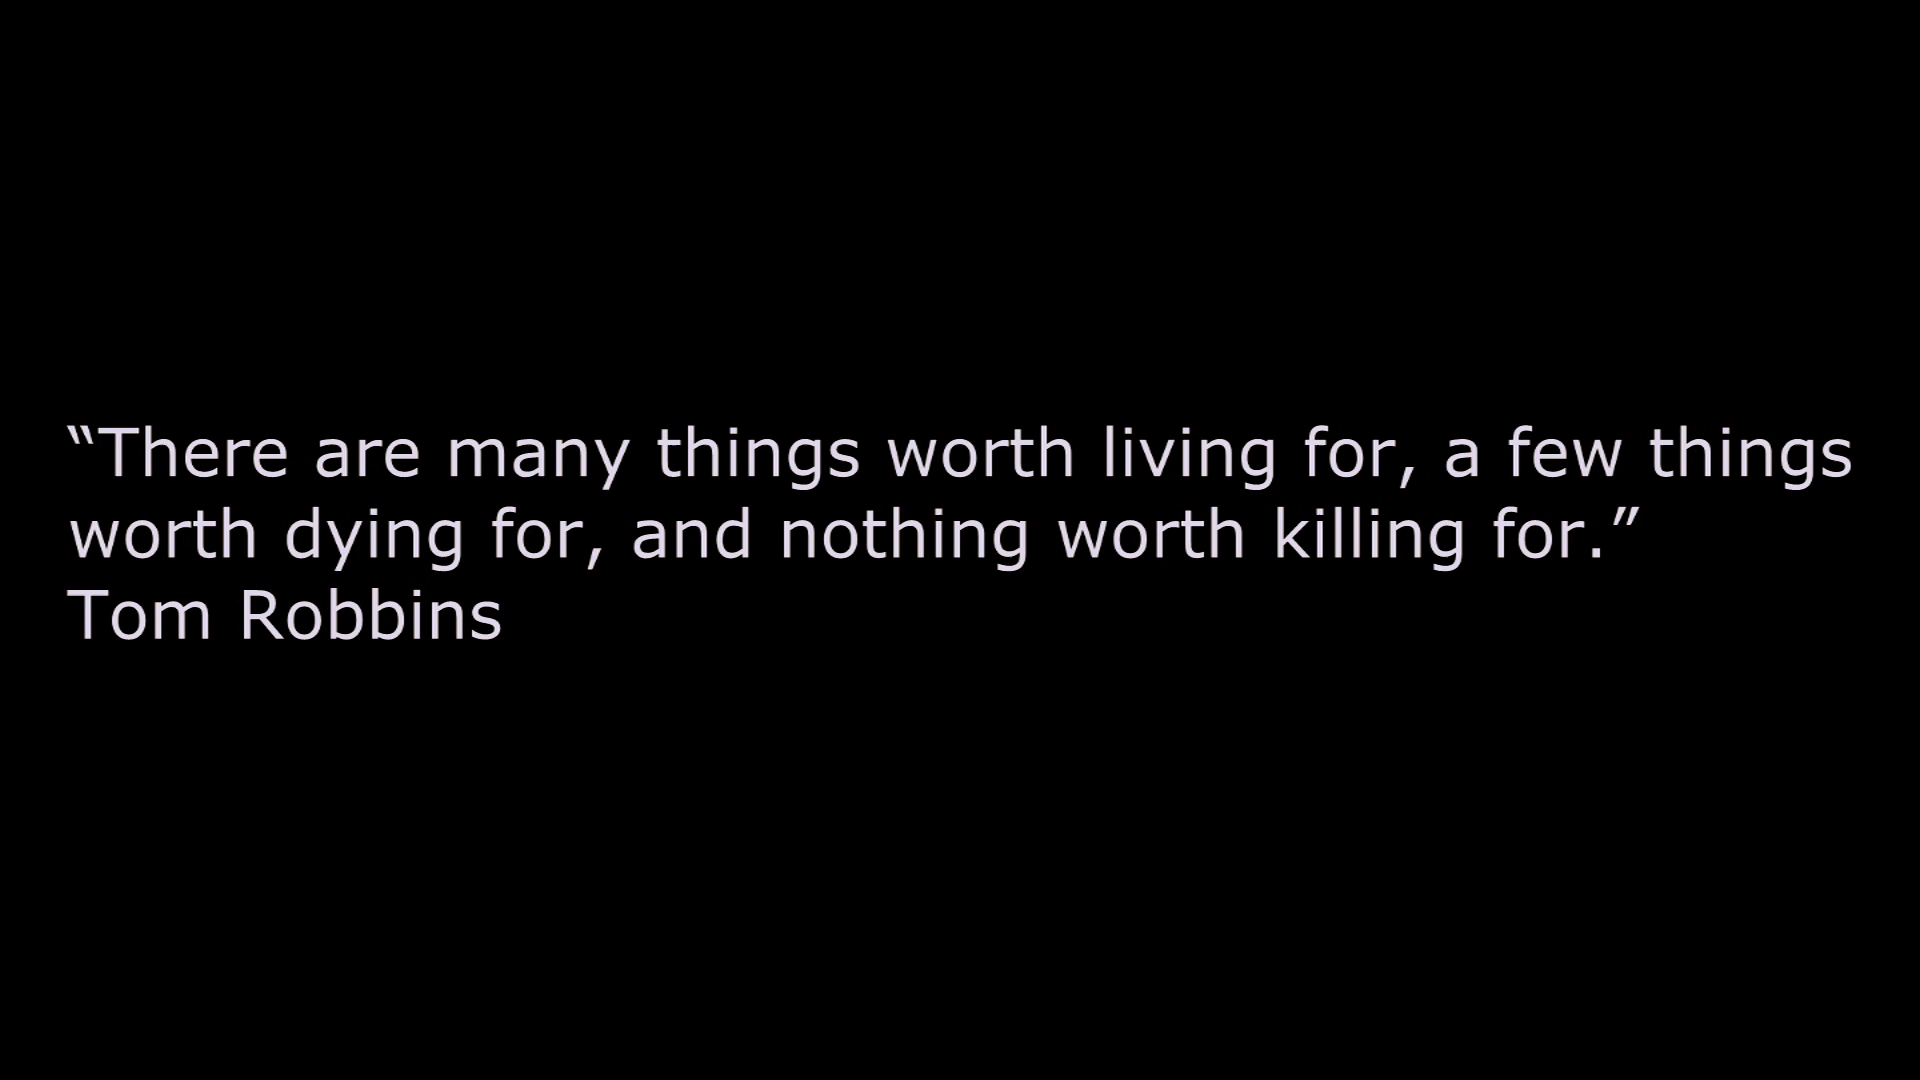 “There are many things worth living for, a few things
worth dying for, and nothing worth killing for.”
Tom Robbins